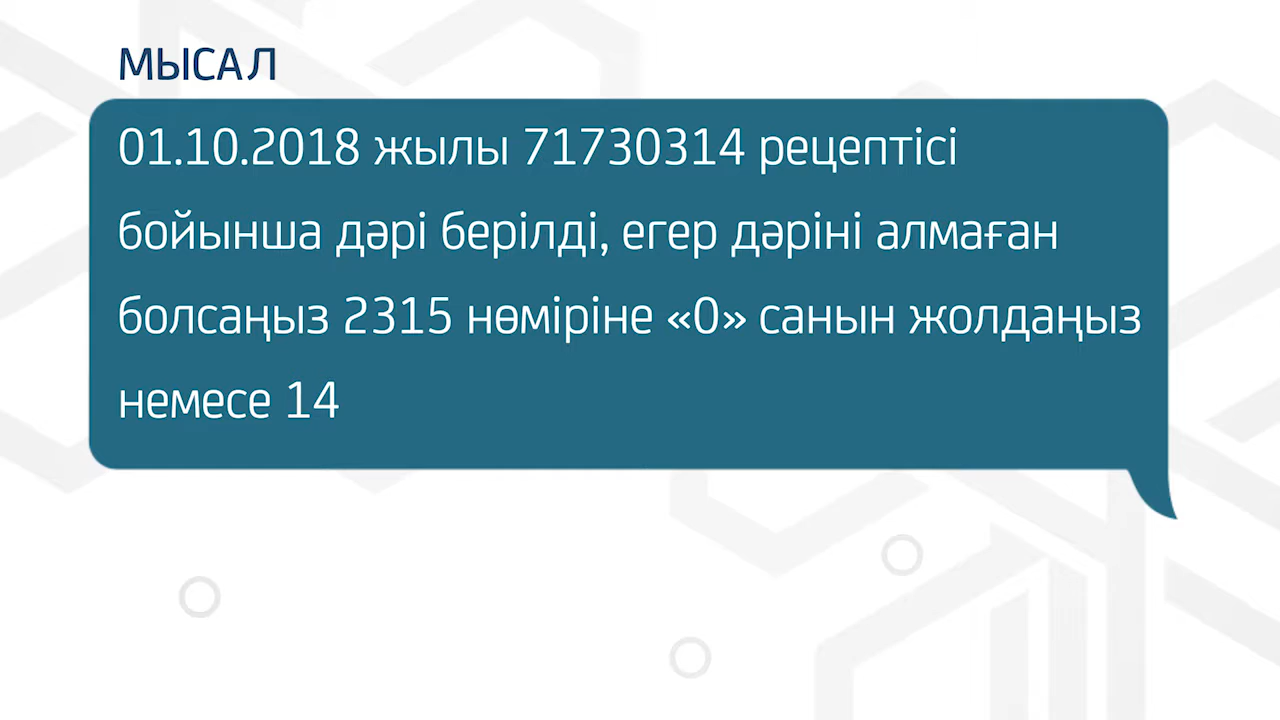 МЫСАЛ
01.10.2018 жылы 71730314 рецептісі
бойынша дәрі берілді, егер дәріні алмаған
болсаңыз 2315 нөміріне «0» санын жолдаңыз
немесе 14